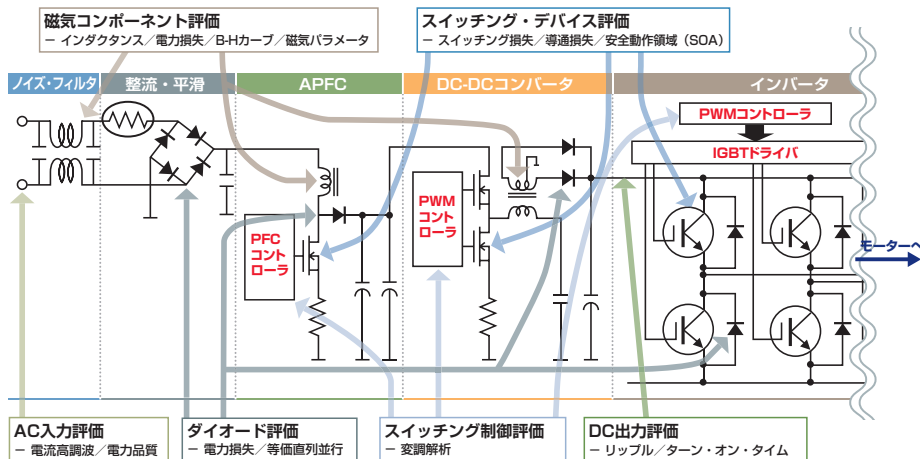 磁気コンポーネント評価
− インダクタンス／電力損失／B-Hカーブ／磁気パラメータ
スイッチング・デバイス評価
− スイッチング損失／導通損失／安全動作領域（SOA）
ノイズ・フィルタ
整流・平滑
APFC
DC-DCコンバータ
インバータ
PWMコントローラ
IGBTドライバ
PFC
コント
ローラ
PWM
コント
ローラ
モーターへ
AC入力評価
− 電流高調波／電力品質
ダイオード評価
− 電力損失／等価直列並行
スイッチング制御評価
− 変調解析
DC出力評価
− リップル／ターン・オン・タイム